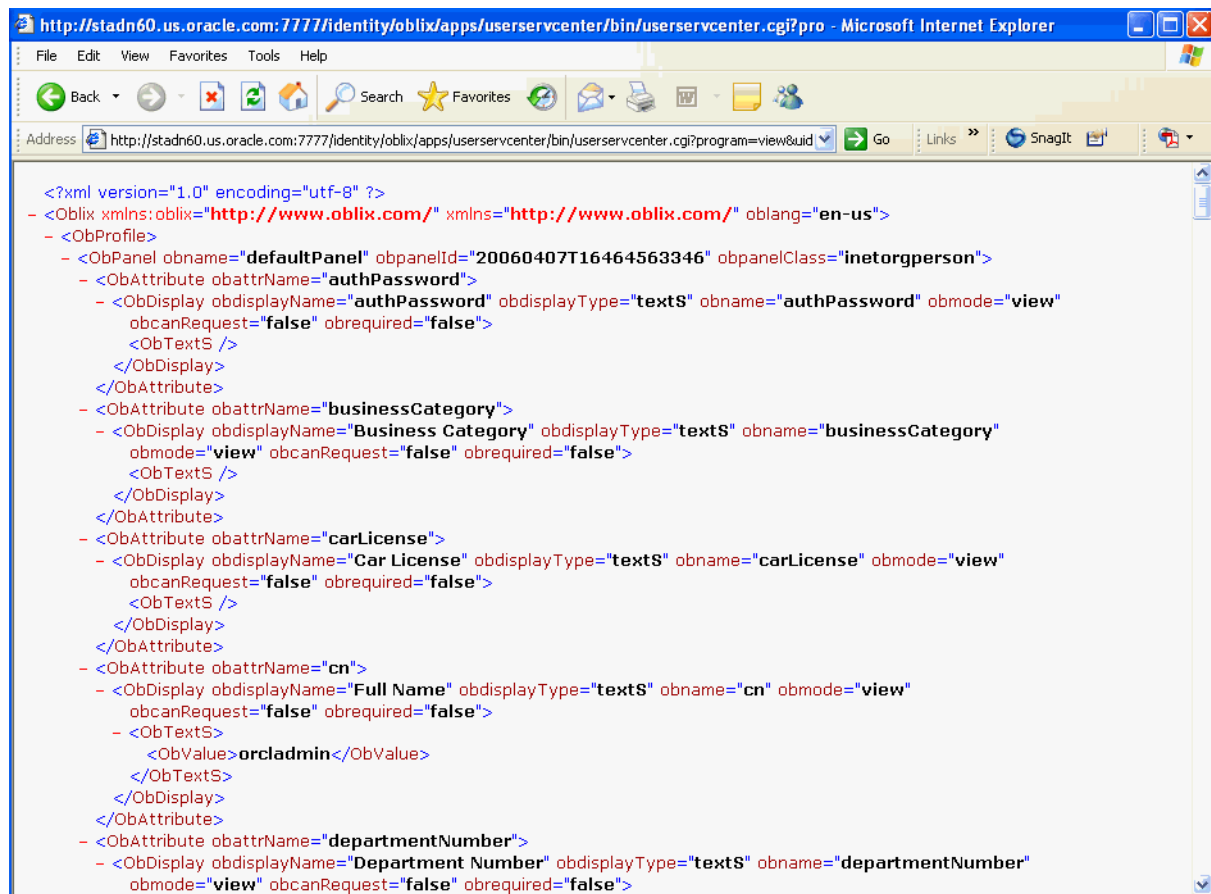 http://stadn60.us.oracle.com:7777/identity/oblix/apps/userservcenter/bin/userservcenter.cgi?pro - Microsoft Internet Explorer
File Edit View Favorites Tools Help
Back Search Favorites
Address http://stadn60.us.oracle.com:7777/identity/oblix/apps/userservcenter/bin/userservcenter.cgi?program=view&uid Go Links » SnagIt
<?xml version="1.0" encoding="utf-8" ?>
- <Oblix xmlns:oblix="http://www.oblix.com/" xmlns="http://www.oblix.com/" oblang="en-us">
- <ObProfile>
- <ObPanel obname="defaultPanel" obpanelId="20060407T16464563346" obpanelClass="inetorgperson">
- <ObAttribute obattrName="authPassword">
- <ObDisplay obdisplayName="authPassword" obdisplayType="textS" obname="authPassword" obmode="view"
obcanRequest="false" obrequired="false">
<ObTextS />
</ObDisplay>
</ObAttribute>
- <ObAttribute obattrName="businessCategory">
- <ObDisplay obdisplayName="Business Category" obdisplayType="textS" obname="businessCategory"
obmode="view" obcanRequest="false" obrequired="false">
<ObTextS />
</ObDisplay>
</ObAttribute>
- <ObAttribute obattrName="carLicense">
- <ObDisplay obdisplayName="Car License" obdisplayType="textS" obname="carLicense" obmode="view"
obcanRequest="false" obrequired="false">
<ObTextS />
</ObDisplay>
</ObAttribute>
- <ObAttribute obattrName="cn">
- <ObDisplay obdisplayName="Full Name" obdisplayType="textS" obname="cn" obmode="view"
obcanRequest="false" obrequired="false">
- <ObTextS>
<ObValue>orcladmin</ObValue>
</ObTextS>
</ObDisplay>
</ObAttribute>
- <ObAttribute obattrName="departmentNumber">
- <ObDisplay obdisplayName="Department Number" obdisplayType="textS" obname="departmentNumber"
obmode="view" obcanRequest="false" obrequired="false">